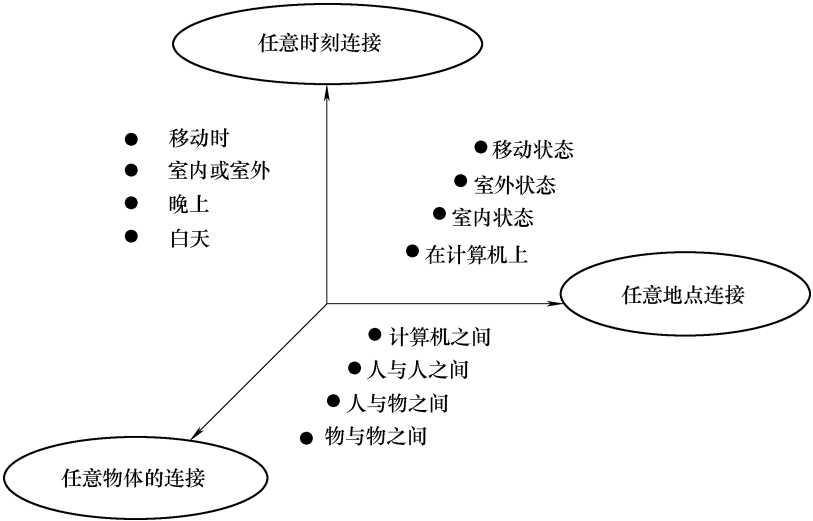 任意时刻连接
移动时
室内或室外
晚上
白天
移动状态
室外状态
室内状态
在计算机上
任意地点连接
计算机之间
人与人之间
人与物之间
物与物之间
任意物体的连接